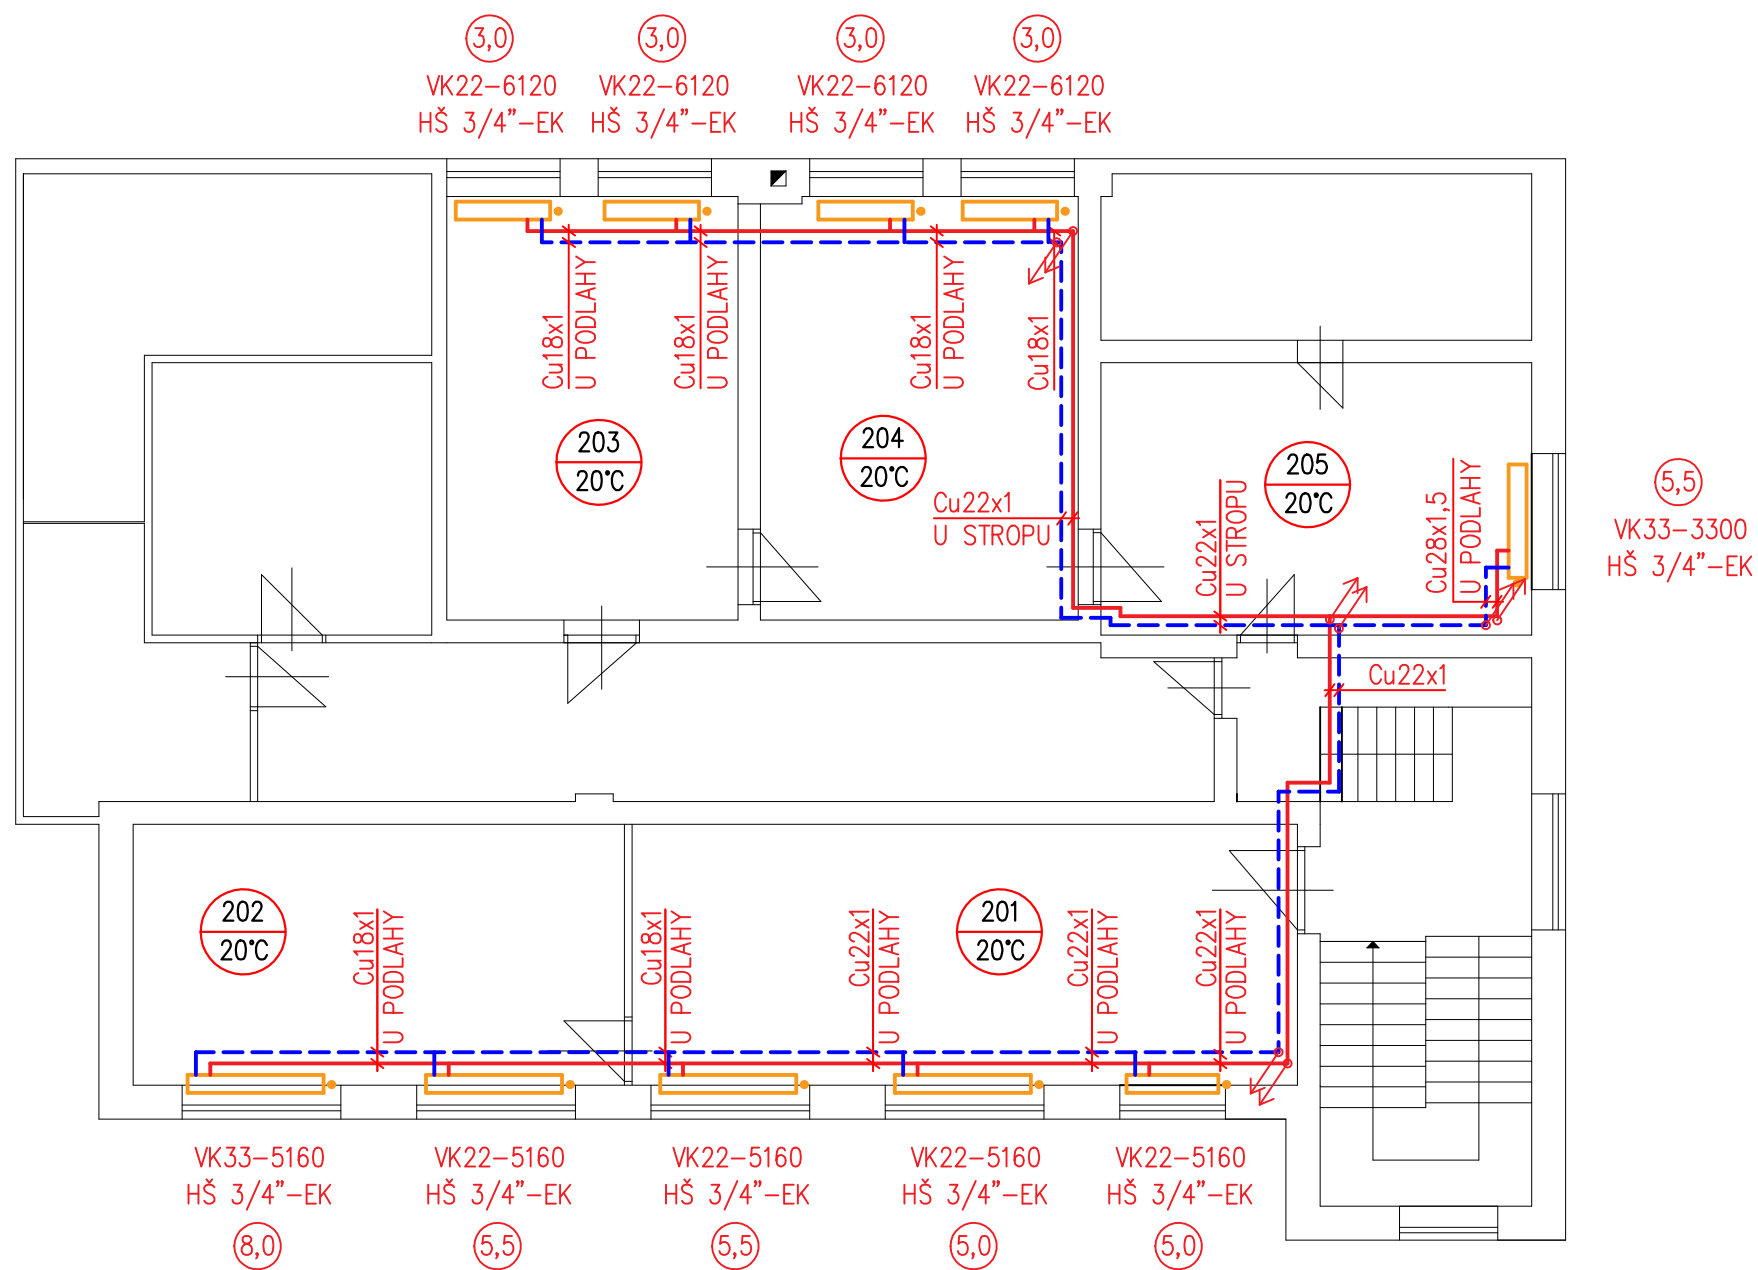 3,0
VK22-6120
HŠ 3/4"-EK
3,0
VK22-6120
HŠ 3/4"-EK
3,0
VK22-6120
HŠ 3/4"-EK
3,0
VK22-6120
HŠ 3/4"-EK
Cu18x1
U PODLAHY
Cu18x1
U PODLAHY
Cu18x1
U PODLAHY
Cu18x1
203
20°C
204
20°C
205
20°C
Cu22x1
U STROPU
Cu22x1
U STROPU
Cu28x1,5
U PODLAHY
5,5
VK33-3300
HŠ 3/4"-EK
Cu22x1
202
20°C
Cu18x1
U PODLAHY
Cu18x1
U PODLAHY
Cu22x1
U PODLAHY
201
20°C
Cu22x1
U PODLAHY
Cu22x1
U PODLAHY
VK33-5160
HŠ 3/4"-EK
8,0
VK22-5160
HŠ 3/4"-EK
5,5
VK22-5160
HŠ 3/4"-EK
5,5
VK22-5160
HŠ 3/4"-EK
5,0
VK22-5160
HŠ 3/4"-EK
5,0